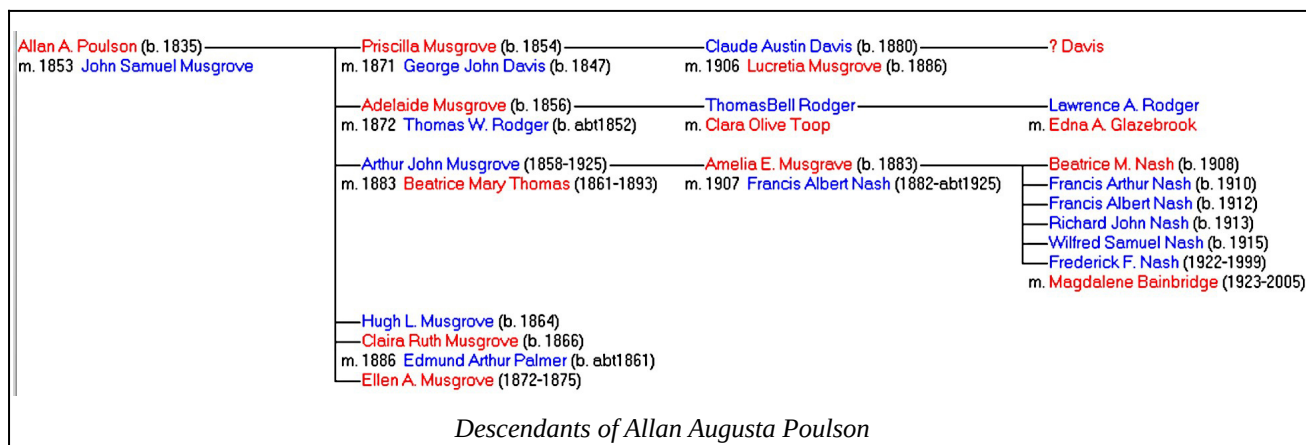 Allan A. Poulson (b. 1835) Priscilla Musgrove (b. 1854) Claude Austin Davis (b. 1880) ? Davis
m. 1853 John Samuel Musgrove m. 1871 George John Davis (b. 1847) m. 1906 Lucretia Musgrove (b. 1886)
Adelaide Musgrove (b. 1856) ThomasBell Rodger Lawrence A. Rodger
m. 1872 Thomas W. Rodger (b. abt1852) m. Clara Olive Toop m. Edna A. Glazebrook
Arthur John Musgrove (1858-1925) Amelia E. Musgrave (b. 1883) Beatrice M. Nash (b. 1908)
m. 1883 Beatrice Mary Thomas (1861-1893) m. 1907 Francis Albert Nash (1882-abt1925) Francis Arthur Nash (b. 1910)
Francis Albert Nash (b. 1912)
Richard John Nash (b. 1913)
Wilfred Samuel Nash (b. 1915)
Frederick F. Nash (1922-1999)
m. Magdalene Bainbridge (1923-2005)
Hugh L. Musgrove (b. 1864)
Claira Ruth Musgrove (b. 1866)
m. 1886 Edmund Arthur Palmer (b. abt1861)
Ellen A. Musgrove (1872-1875)
Descendants of Allan Augusta Poulson